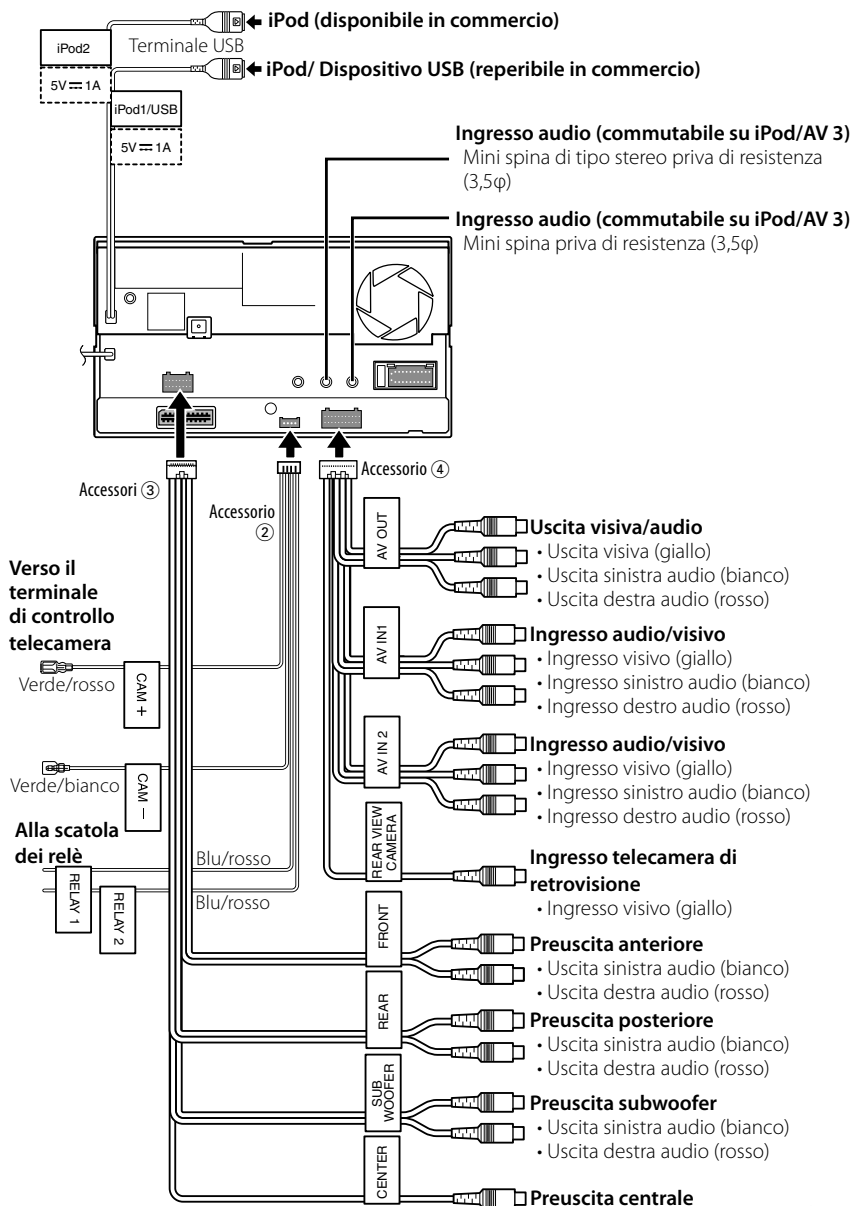 iPod (disponibile in commercio)
iPod2
Terminale USB
iPod/ Dispositivo USB (reperibile in commercio)
5V⎓1A
iPod1/USB
5V⎓1A
Ingresso audio (commutabile su iPod/AV 3)
Mini spina di tipo stereo priva di resistenza
(3,5φ)
Ingresso audio (commutabile su iPod/AV 3)
Mini spina priva di resistenza (3,5φ)
Accessori ③
Accessorio
②
Accessorio ④
Verso il
terminale
di controllo
telecamera
Verde/rosso
CAM +
Verde/bianco
CAM –
Alla scatola
dei relè
Blu/rosso
Blu/rosso
RELAY 1
RELAY 2
AV OUT
Uscita visiva/audio
• Uscita visiva (giallo)
• Uscita sinistra audio (bianco)
• Uscita destra audio (rosso)
AV IN1
Ingresso audio/visivo
• Ingresso visivo (giallo)
• Ingresso sinistro audio (bianco)
• Ingresso destro audio (rosso)
AV IN 2
Ingresso audio/visivo
• Ingresso visivo (giallo)
• Ingresso sinistro audio (bianco)
• Ingresso destro audio (rosso)
REAR VIEW
CAMERA
Ingresso telecamera di
retrovisione
• Ingresso visivo (giallo)
FRONT
Preuscita anteriore
• Uscita sinistra audio (bianco)
• Uscita destra audio (rosso)
REAR
Preuscita posteriore
• Uscita sinistra audio (bianco)
• Uscita destra audio (rosso)
SUB
WOOFER
Preuscita subwoofer
• Uscita sinistra audio (bianco)
• Uscita destra audio (rosso)
CENTER
Preuscita centrale